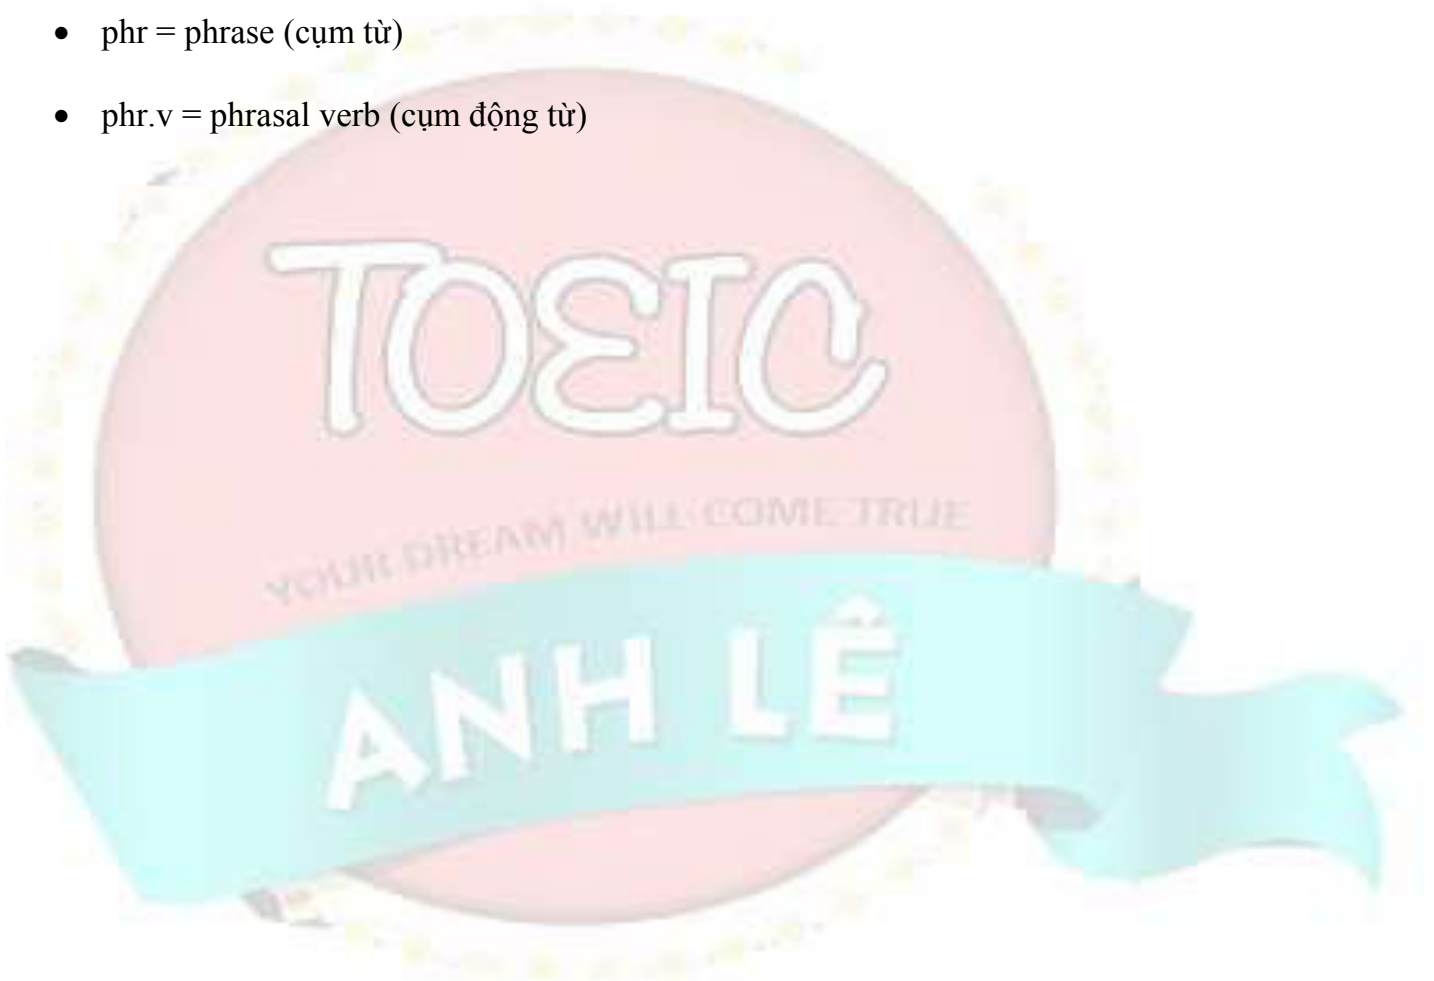 • phr = phrase (cụm từ)
• phr.v = phrasal verb (cụm động từ)
TOEIC
YOUR DREAM WILL COME TRUE
ANH LÊ